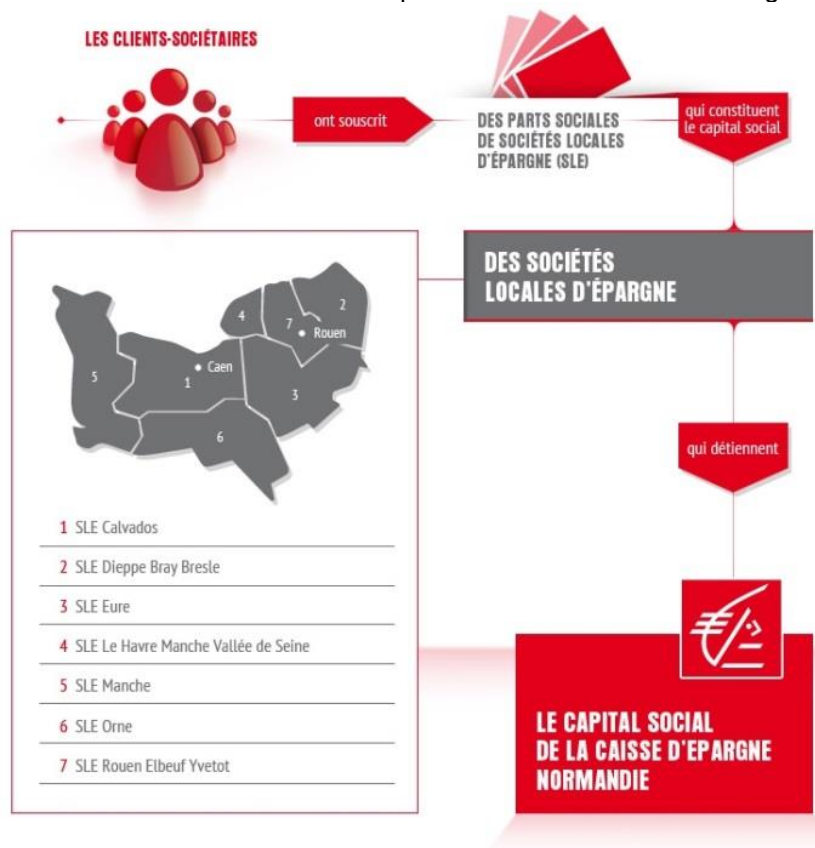 LES CLIENTS-SOCIÉTAIRES
ont souscrit
DES PARTS SOCIALES
DE SOCIÉTÉS LOCALES
D'ÉPARGNE (SLE)
qui constituent
le capital social
DES SOCIÉTÉS
LOCALES D'ÉPARGNE
2
4
7
Rouen
Caen
5
1
3
6
1 SLE Calvados
2 SLE Dieppe Bray Bresle
3 SLE Eure
4 SLE Le Havre Manche Vallée de Seine
5 SLE Manche
6 SLE Orne
7 SLE Rouen Elbeuf Yvetot
qui détiennent
LE CAPITAL SOCIAL
DE LA CAISSE D'EPARGNE
NORMANDIE